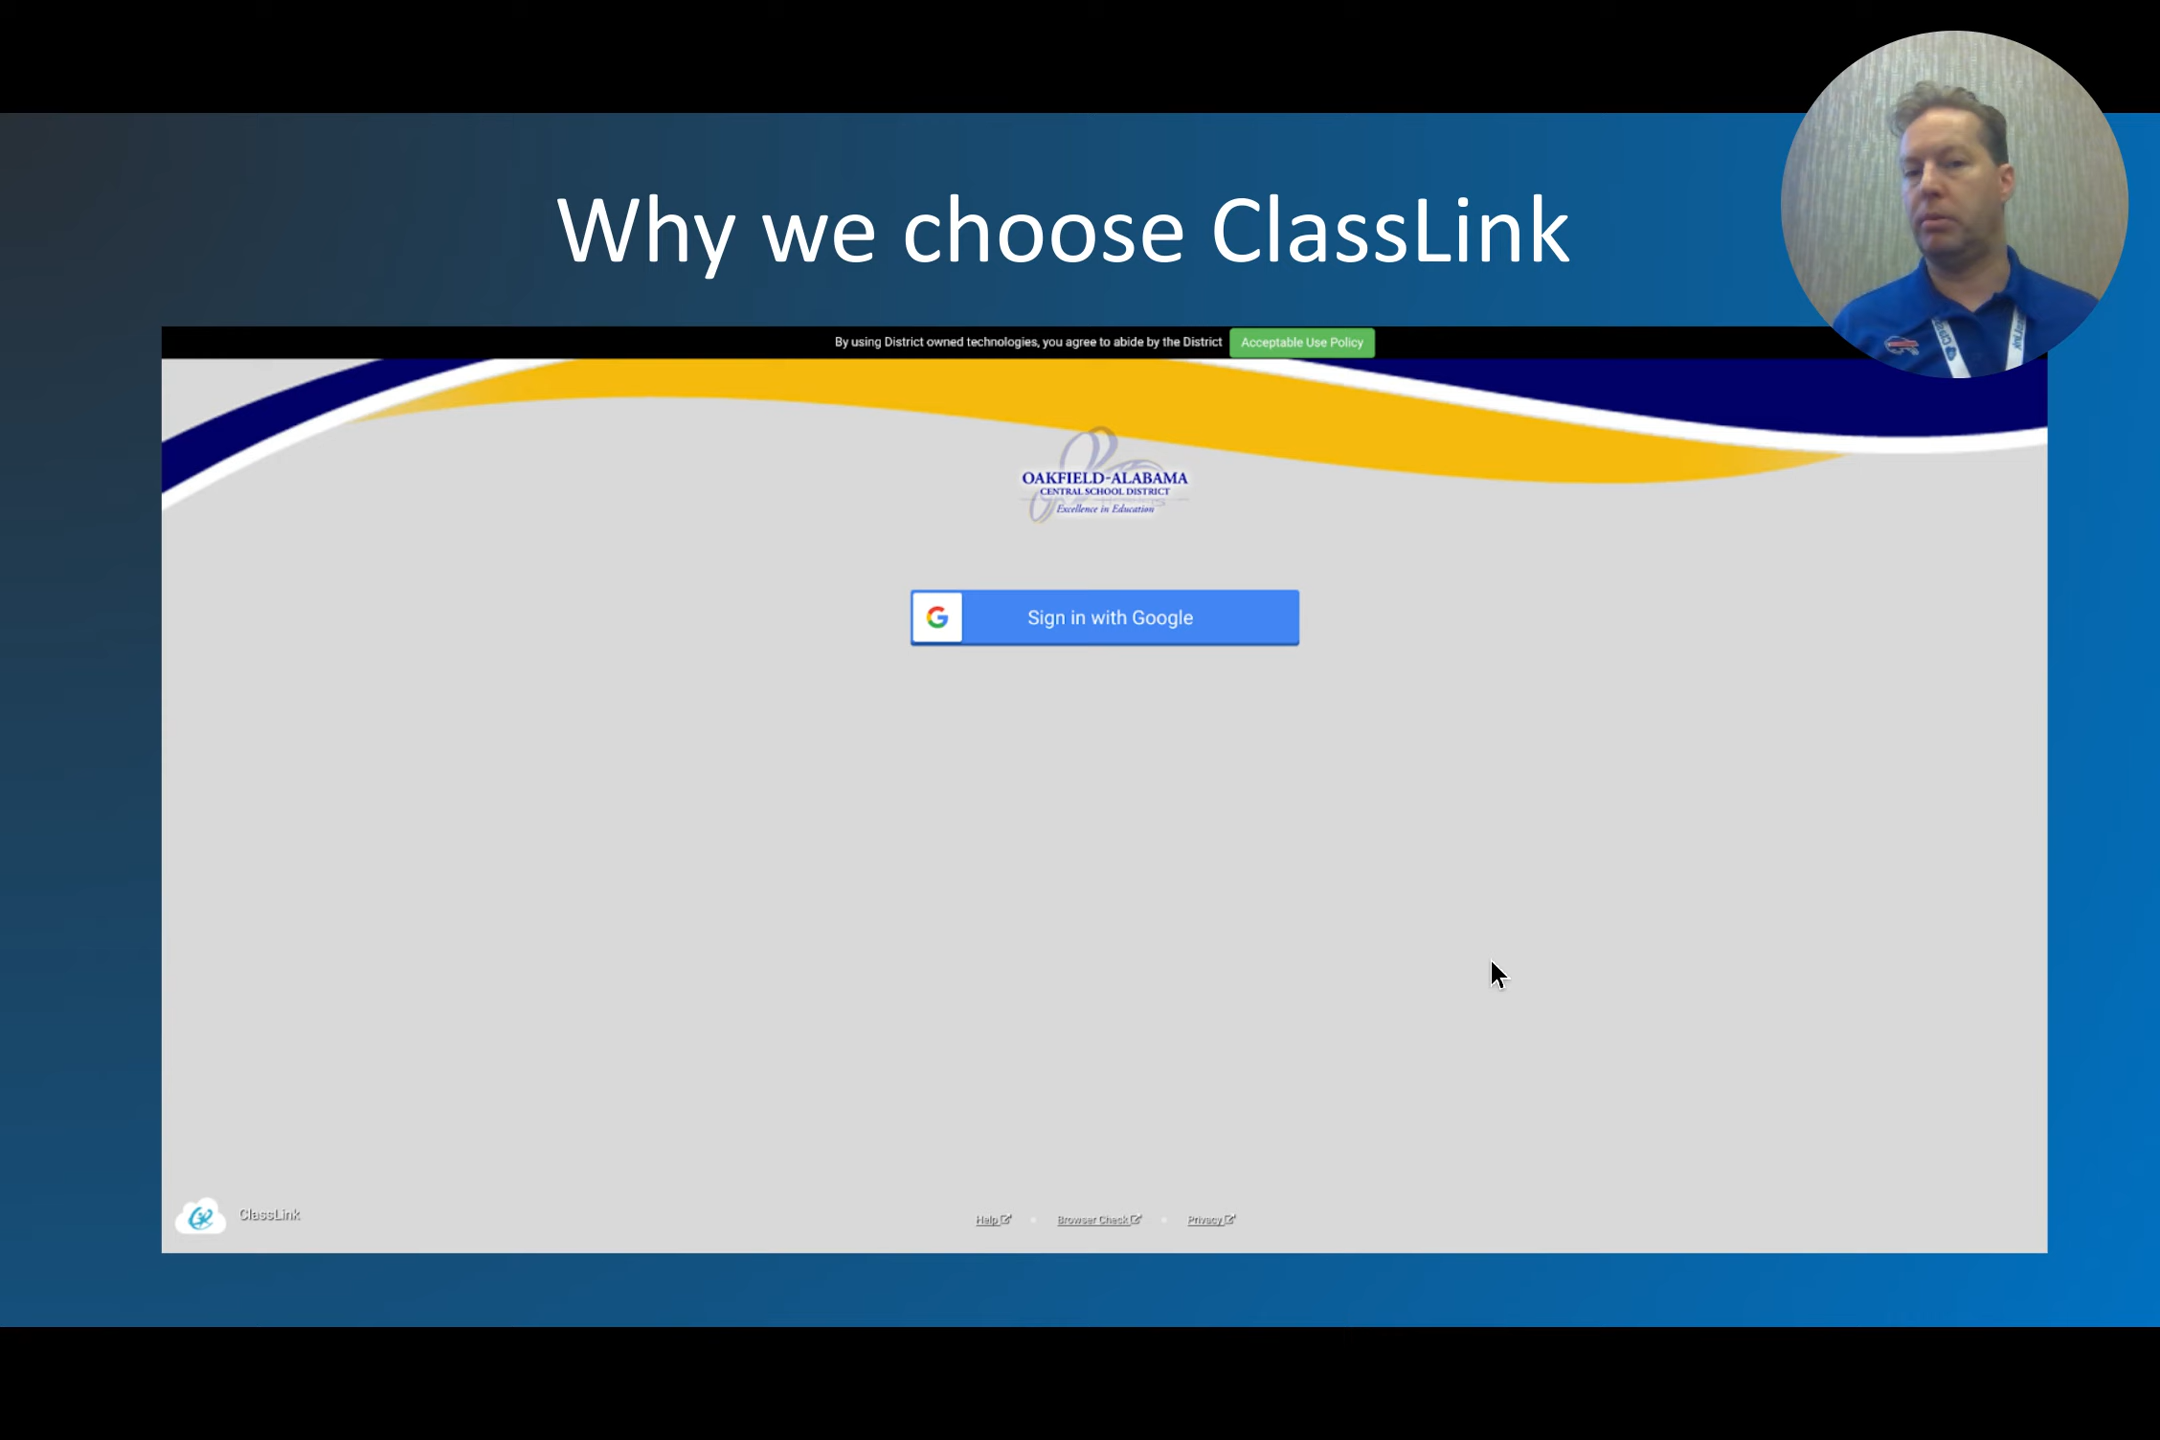 Why we choose ClassLink
By using District owned technologies, you agree to abide by the District Acceptable Use Policy
OAKFIELD-ALABAMA
CENTRAL SCHOOL DISTRICT
Excellence in Education
Sign in with Google
ClassLink
Help
Browser Check
Privacy